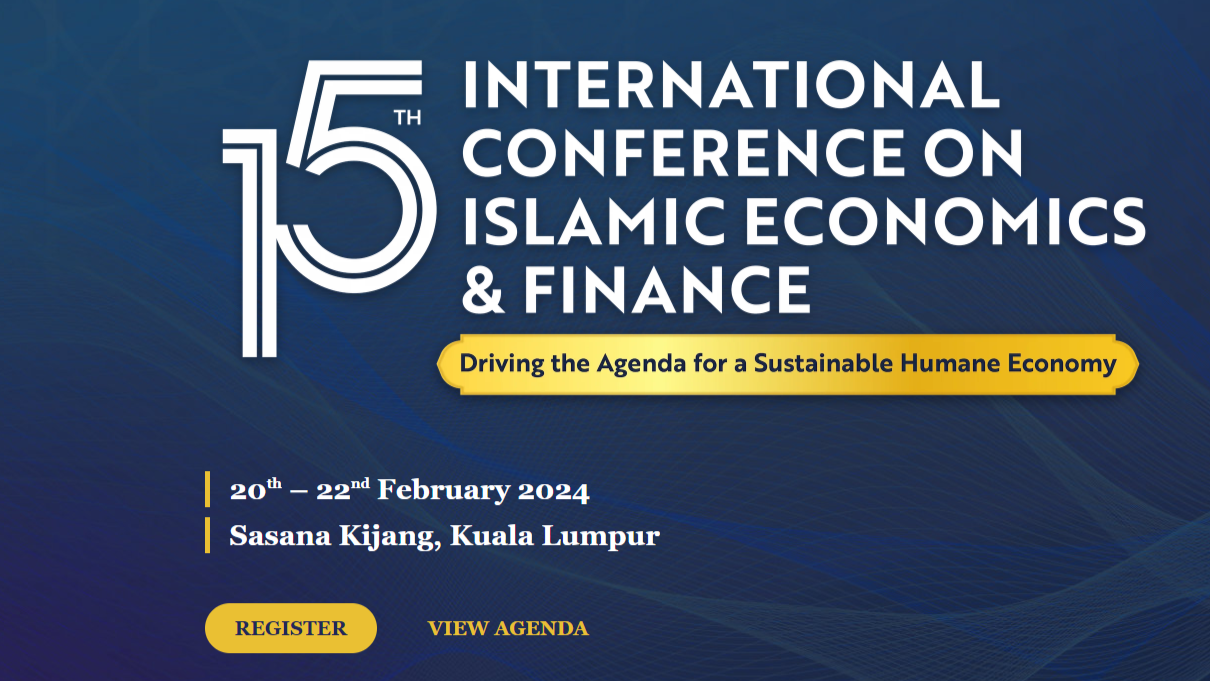 15TH
INTERNATIONAL
CONFERENCE ON
ISLAMIC ECONOMICS
& FINANCE
Driving the Agenda for a Sustainable Humane Economy
20th – 22nd February 2024
Sasana Kijang, Kuala Lumpur
REGISTER
VIEW AGENDA